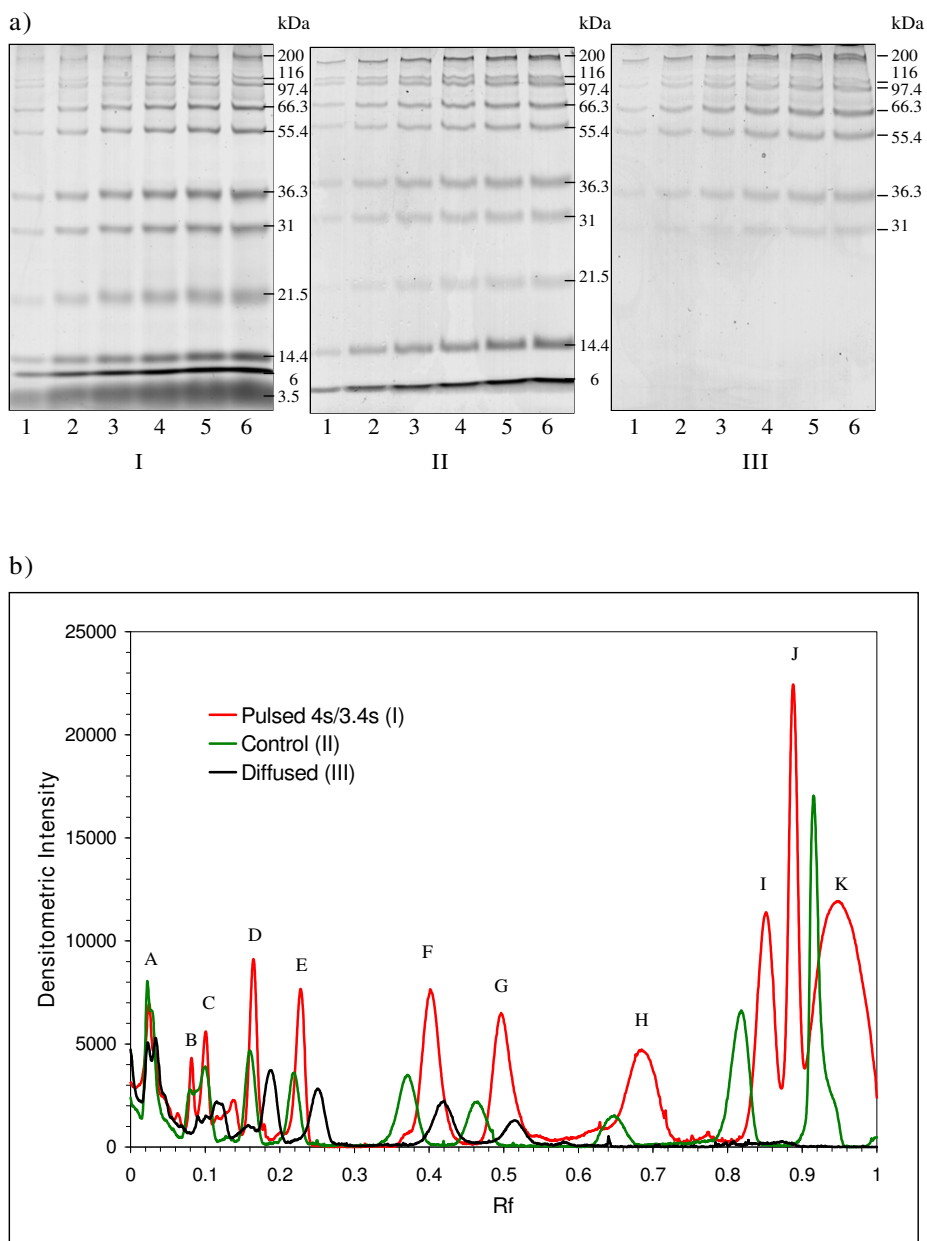 a)
kDa kDa kDa
200 200 200
116 116 116
97.4 97.4 97.4
66.3 66.3 66.3
55.4 55.4 55.4
36.3 36.3 36.3
31 31 31
21.5 21.5
14.4 14.4
6 6
3.5
1 2 3 4 5 6 1 2 3 4 5 6 1 2 3 4 5 6
I II III
b)
25000
20000
15000
10000
5000
0
Densitometric Intensity
Pulsed 4s/3.4s (I)
Control (II)
Diffused (III)
A B C D E F G H I J K
0 0.1 0.2 0.3 0.4 0.5 0.6 0.7 0.8 0.9 1
Rf